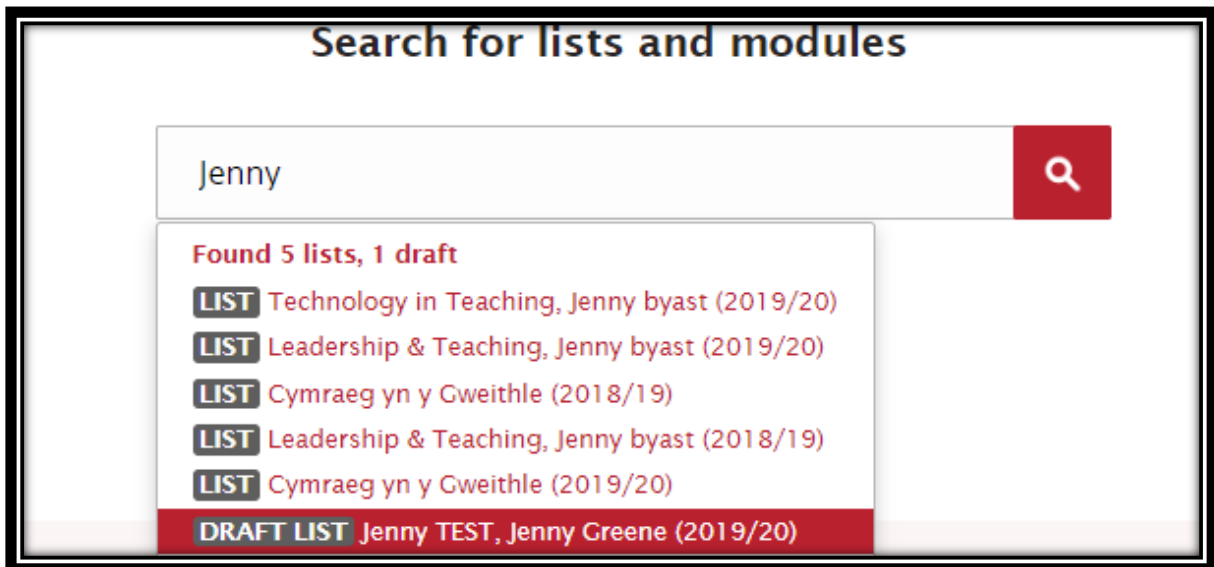 Search for lists and modules
Jenny
Found 5 lists, 1 draft
LIST Technology in Teaching, Jenny byast (2019/20)
LIST Leadership & Teaching, Jenny byast (2019/20)
LIST Cymraeg yn y Gweithle (2018/19)
LIST Leadership & Teaching, Jenny byast (2018/19)
LIST Cymraeg yn y Gweithle (2019/20)
DRAFT LIST Jenny TEST, Jenny Greene (2019/20)